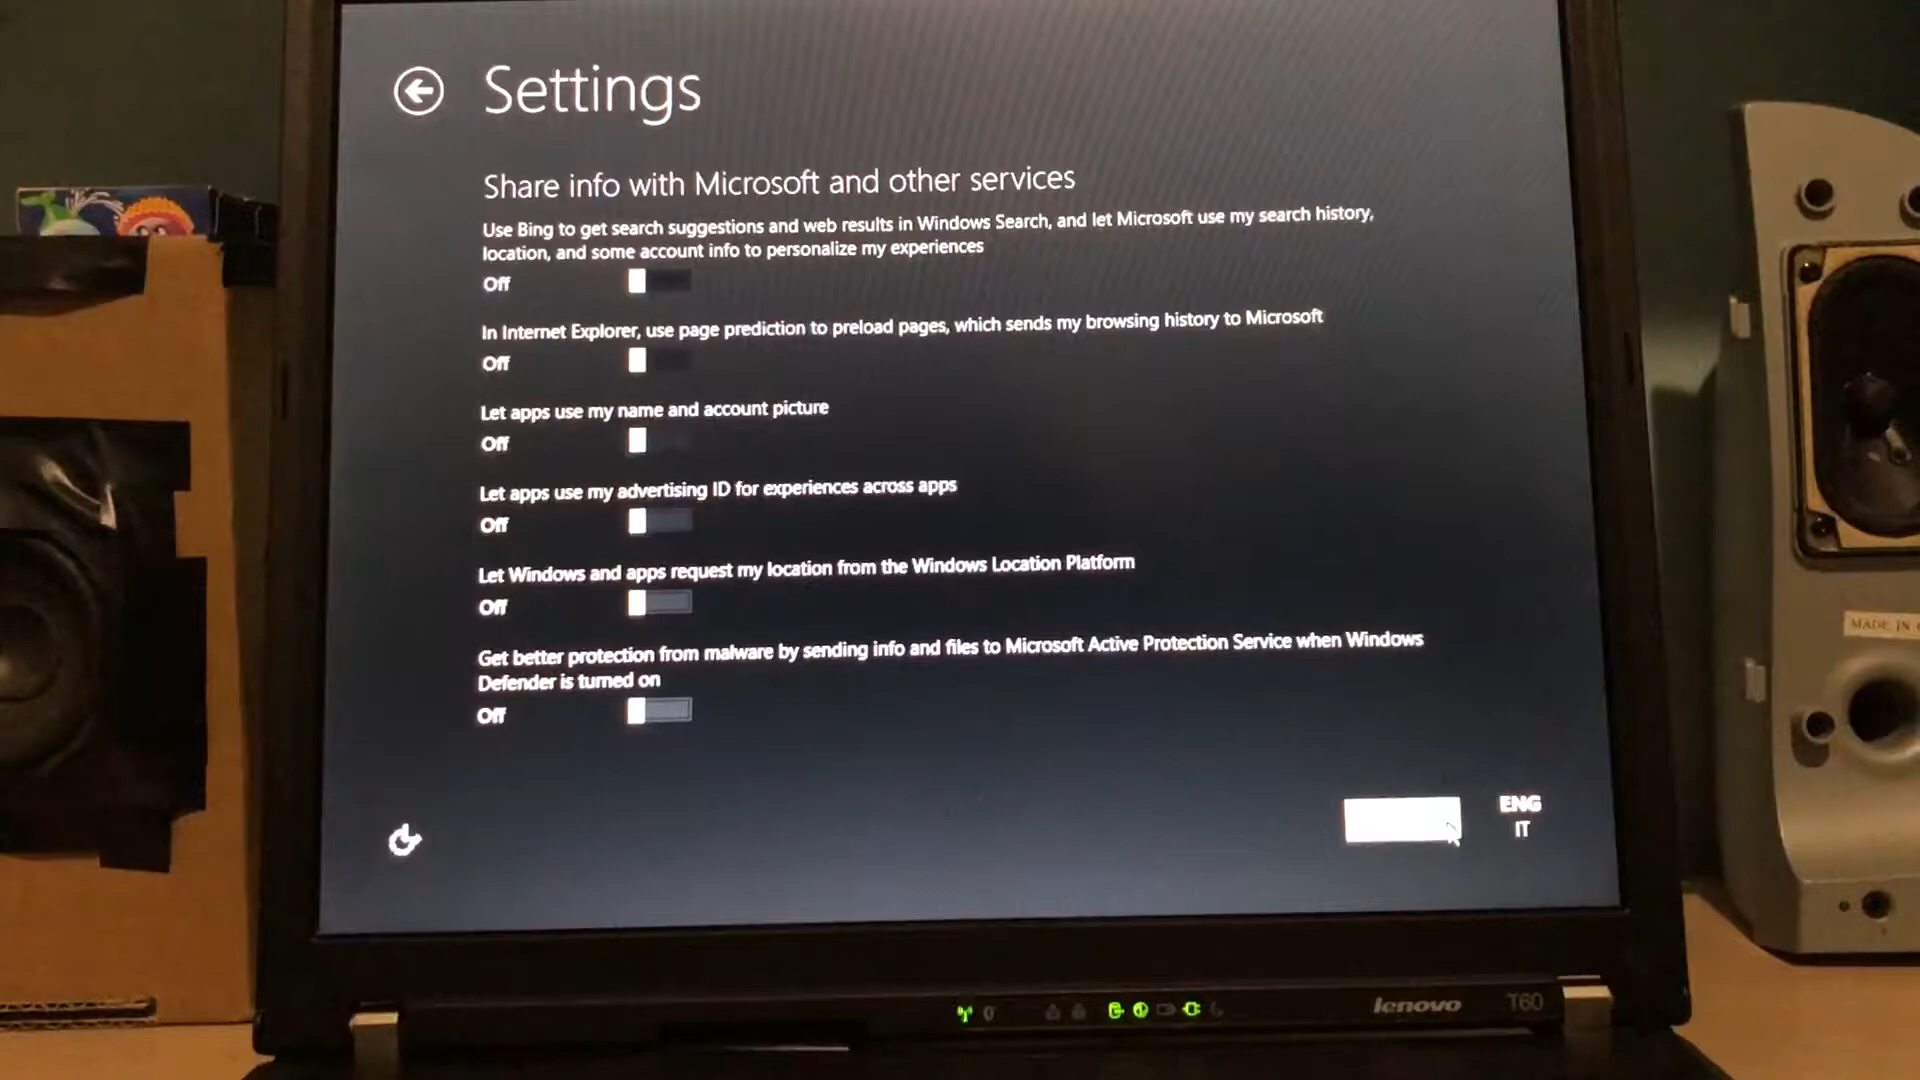 Settings
Share info with Microsoft and other services
Use Bing to get search suggestions and web results in Windows Search, and let Microsoft use my search history,
location, and some account info to personalize my experiences
Off
In Internet Explorer, use page prediction to preload pages, which sends my browsing history to Microsoft
Off
Let apps use my name and account picture
Off
Let apps use my advertising ID for experiences across apps
Off
Let Windows and apps request my location from the Windows Location Platform
Off
Get better protection from malware by sending info and files to Microsoft Active Protection Service when Windows
Defender is turned on
Off
ENG
IT
lenovo T60
MADE IN